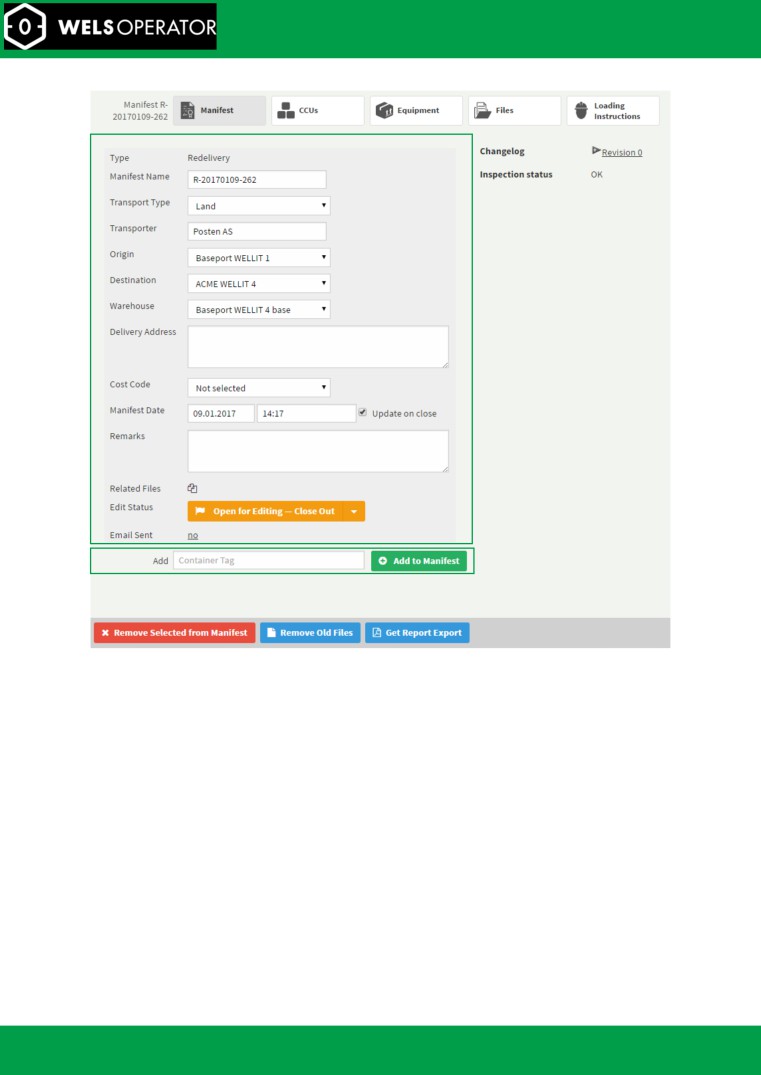 WELS OPERATOR
Manifest R-
20170109-262
Manifest
CCUs
Equipment
Files
Loading
Instructions
Type Redelivery
Manifest Name R-20170109-262
Transport Type Land
Transporter Posten AS
Origin Baseport WELLIT 1
Destination ACME WELLIT 4
Warehouse Baseport WELLIT 4 base
Delivery Address
Cost Code Not selected
Manifest Date 09.01.2017 14:17 Update on close
Remarks
Related Files
Edit Status Open for Editing — Close Out
Email Sent no
Changelog Revision 0
Inspection status OK
Add Container Tag Add to Manifest
Remove Selected from Manifest Remove Old Files Get Report Export